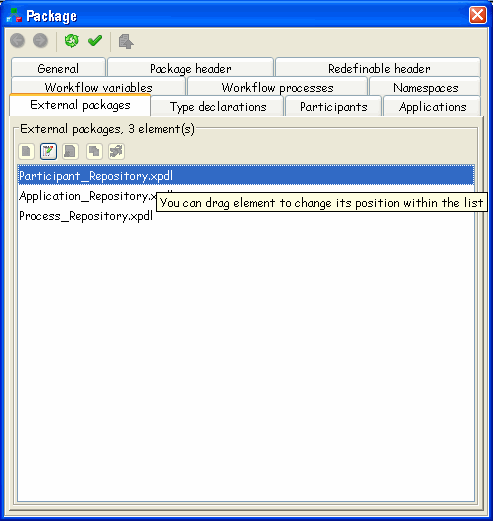 Package
General Package header Redefinable header
Workflow variables Workflow processes Namespaces
External packages Type declarations Participants Applications
External packages, 3 element(s)
Participant_Repository.xpdl
Application_Repository.xpdl
You can drag element to change its position within the list
Process_Repository.xpdl